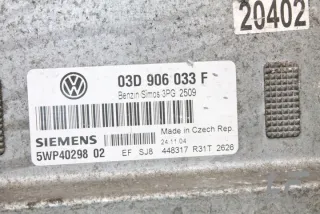 20402
03D 906 033 F
Benzin Simos 3PG 2509
Made in Czech Rep.
SIEMENS
24.11.04
5WP40298 02
EF SJ8 448317 R31T 2626